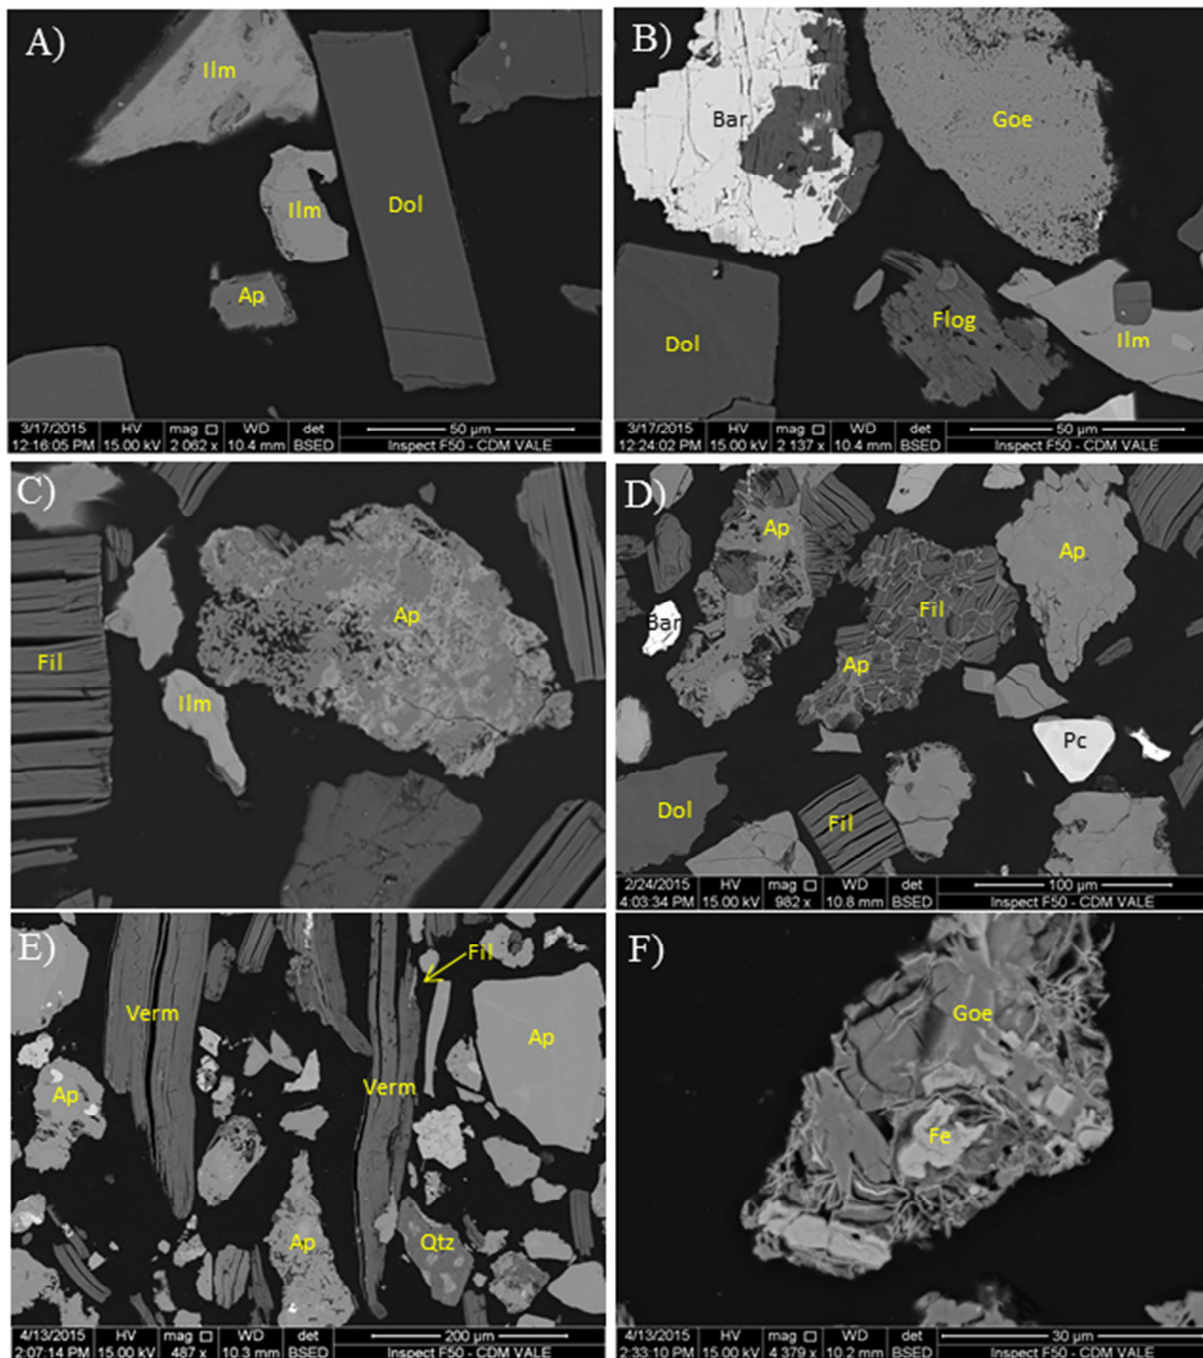 A)
Ilm
Ilm
Dol
Ap
3/17/2015 HV mag □ WD det 50 µm
12:16:05 PM 15.00 kV 2 062 x 10.4 mm BSED Inspect F50 - CDM VALE
B)
Bar
Goe
Flog
Dol
Ilm
3/17/2015 HV mag □ WD det 50 µm
12:24:02 PM 15.00 kV 2 137 x 10.4 mm BSED Inspect F50 - CDM VALE
C)
Ap
Fil
Ilm
D)
Ap
Ap
Fil
Bar
Ap
Pc
Dol
Fil
2/24/2015 HV mag □ WD det 100 µm
4:03:34 PM 15.00 kV 982 x 10.8 mm BSED Inspect F50 - CDM VALE
E)
Fil
Verm
Ap
Ap
Verm
Ap
Qtz
4/13/2015 HV mag □ WD det 200 µm
2:07:14 PM 15.00 kV 487 x 10.3 mm BSED Inspect F50 - CDM VALE
F)
Goe
Fe
4/13/2015 HV mag □ WD det 30 µm
2:33:10 PM 15.00 kV 4 379 x 10.2 mm BSED Inspect F50 - CDM VALE